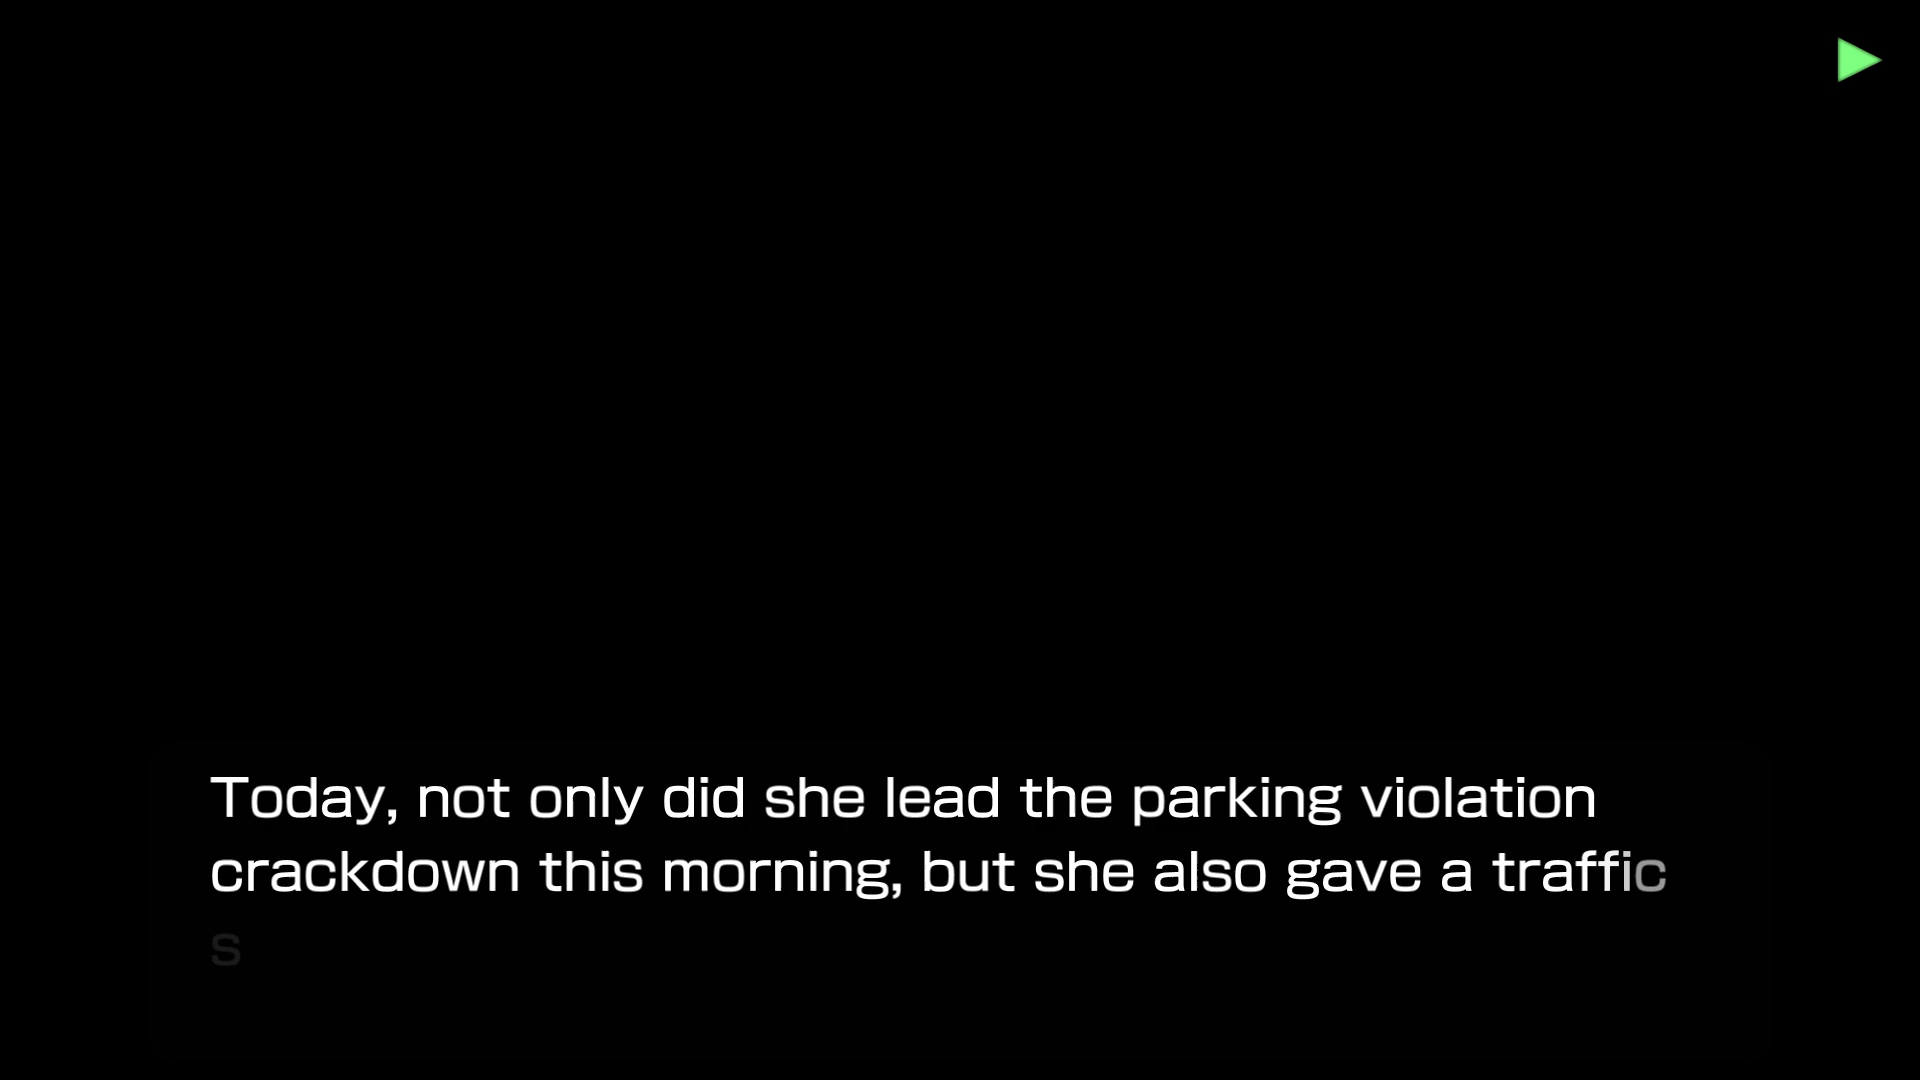 Today, not only did she lead the parking violation
crackdown this morning, but she also gave a traffic
s